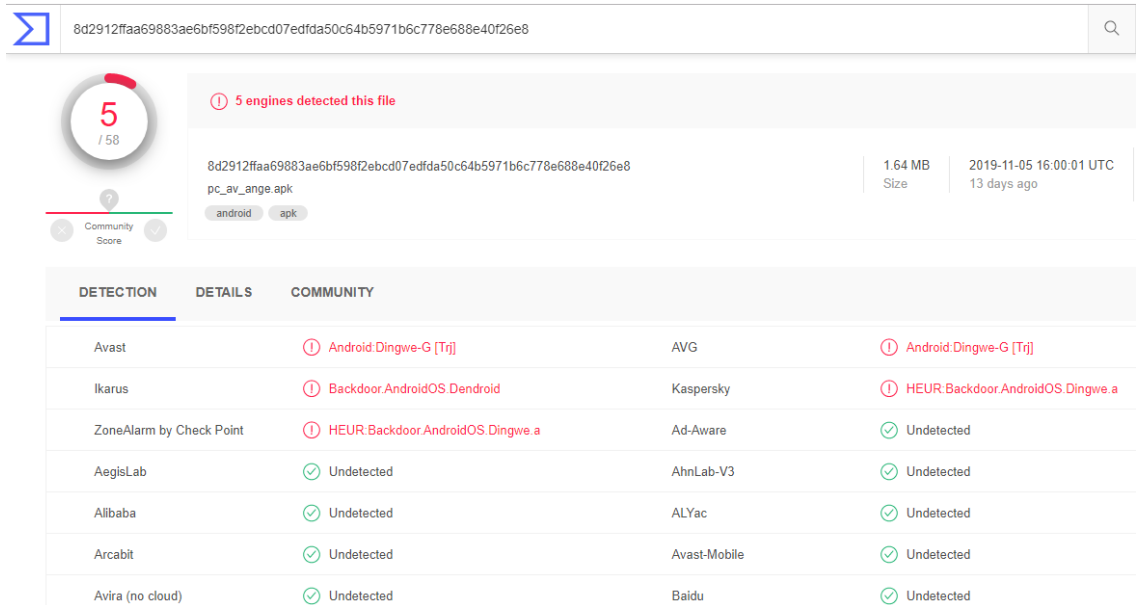 8d2912ffaa69883ae6bf598f2ebcd07edfda50c64b5971b6c778e688e40f26e8
5
/ 58
?
Community
Score
5 engines detected this file
8d2912ffaa69883ae6bf598f2ebcd07edfda50c64b5971b6c778e688e40f26e8
pc_av_ange.apk
android apk
1.64 MB
Size
2019-11-05 16:00:01 UTC
13 days ago
DETECTION DETAILS COMMUNITY
Avast Android:Dingwe-G [Trj] AVG Android:Dingwe-G [Trj]
Ikarus Backdoor.AndroidOS.Dendroid Kaspersky HEUR:Backdoor.AndroidOS.Dingwe.a
ZoneAlarm by Check Point HEUR:Backdoor.AndroidOS.Dingwe.a Ad-Aware Undetected
AegisLab Undetected AhnLab-V3 Undetected
Alibaba Undetected ALYac Undetected
Arcabit Undetected Avast-Mobile Undetected
Avira (no cloud) Undetected Baidu Undetected